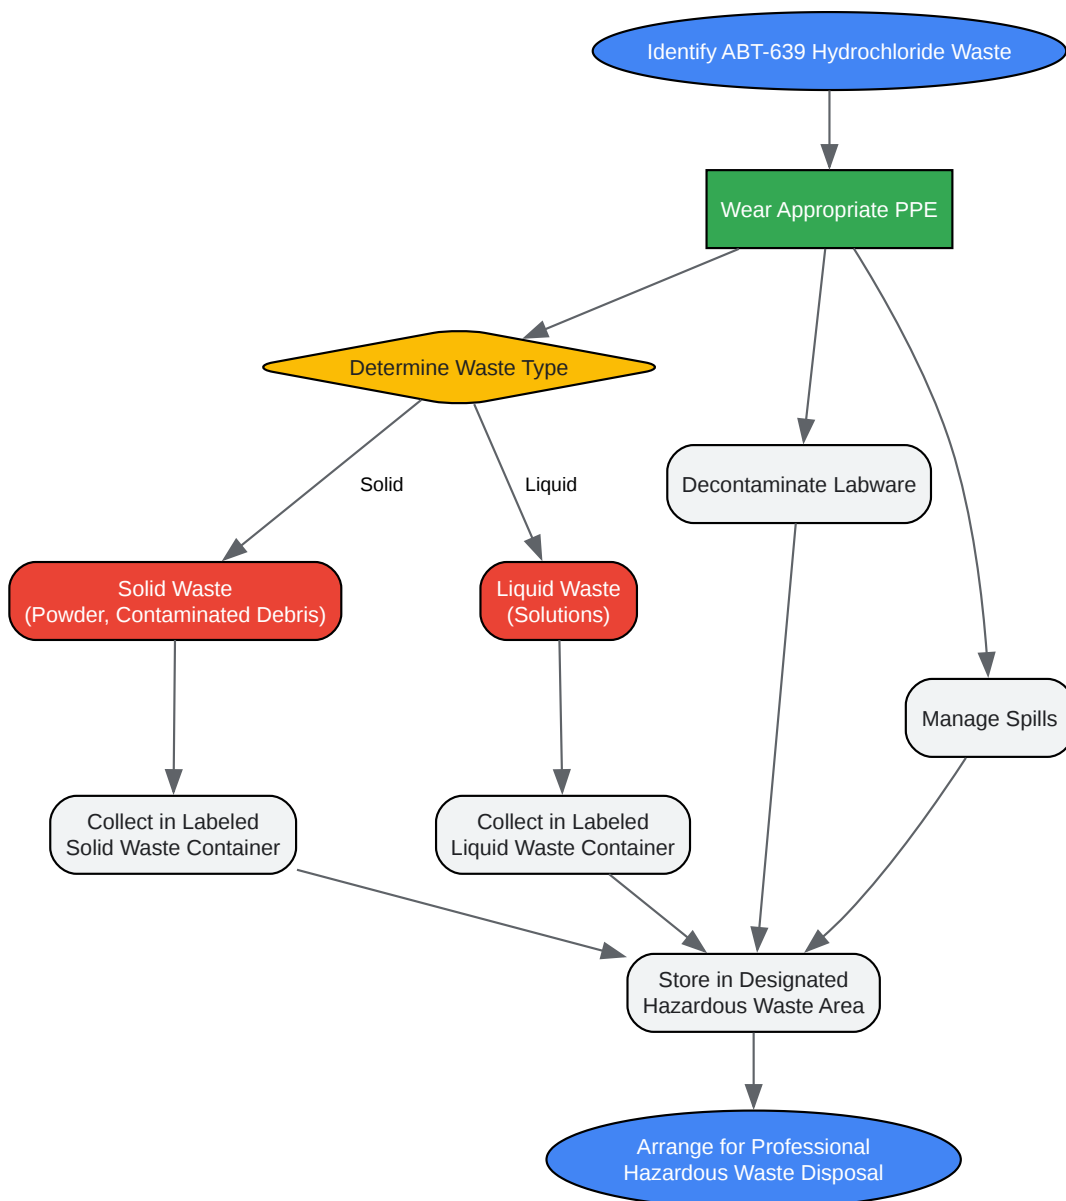 Identify ABT-639 Hydrochloride Waste
Wear Appropriate PPE
Determine Waste Type
Solid
Liquid
Decontaminate Labware
Solid Waste
(Powder, Contaminated Debris)
Liquid Waste
(Solutions)
Manage Spills
Collect in Labeled
Solid Waste Container
Collect in Labeled
Liquid Waste Container
Store in Designated
Hazardous Waste Area
Arrange for Professional
Hazardous Waste Disposal